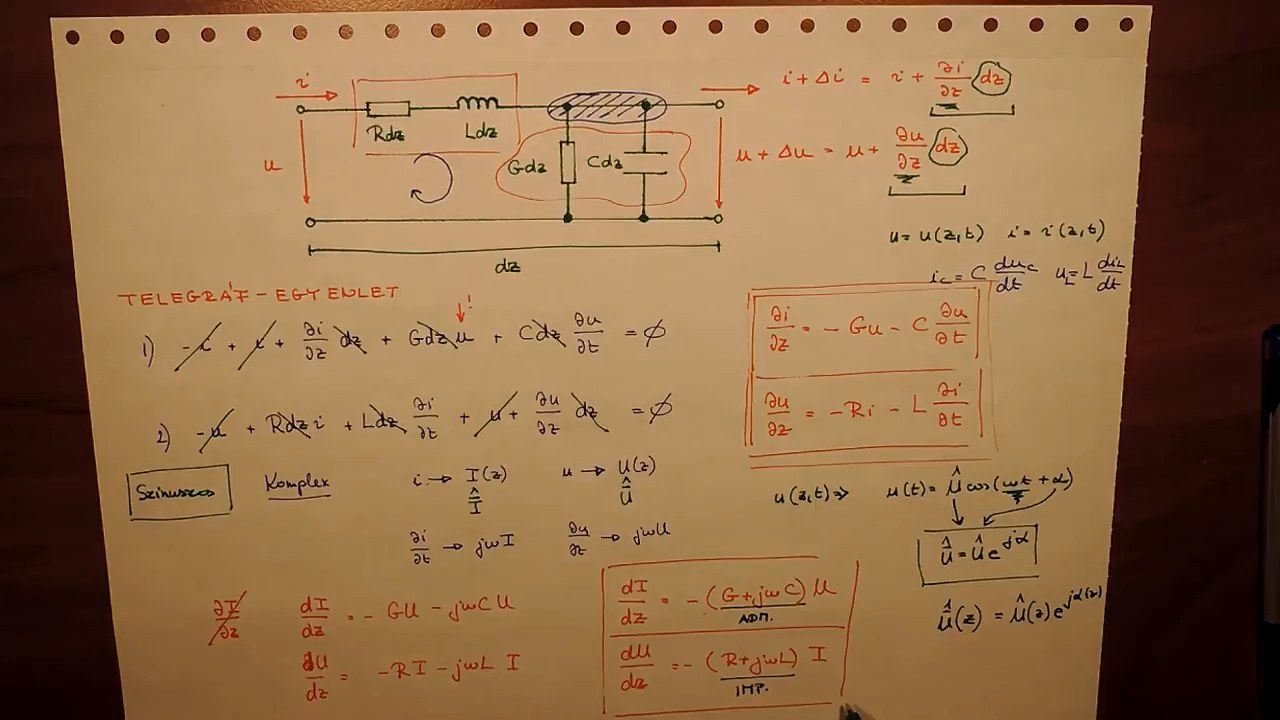 i
i + Δi = i + ∂i/∂z dz
Rdz
Ldz
u
Gdz
Cdz
u + Δu = u + ∂u/∂z dz
u = u(z,t) i = i(z,t)
dz
i_C = C du_C/dt u_L = L di_L/dt
TELEGRÁF-EGYENLET
!
1) -i + i + ∂i/∂z dz + Gdz u + Cdz ∂u/∂t = ∅
∂i/∂z = - Gu - C ∂u/∂t
2) -u + Rdz i + Ldz ∂i/∂t + u + ∂u/∂z dz = ∅
∂u/∂z = -Ri - L ∂i/∂t
Szinuszos
Komplex
i → I(z)
Î
u → U(z)
Û
u(z,t) ⇒ u(t) = û cos(ωt + α)
∂i/∂t → jωI
∂u/∂t → jωU
Û = û e^{jα}
∂I/∂z
dI/dz = - GU - jωC U
dI/dz = - (G+jωC) U
ADM.
Û(z) = û(z) e^{jα(z)}
dU/dz = -RI - jωL I
dU/dz = - (R+jωL) I
IMP.